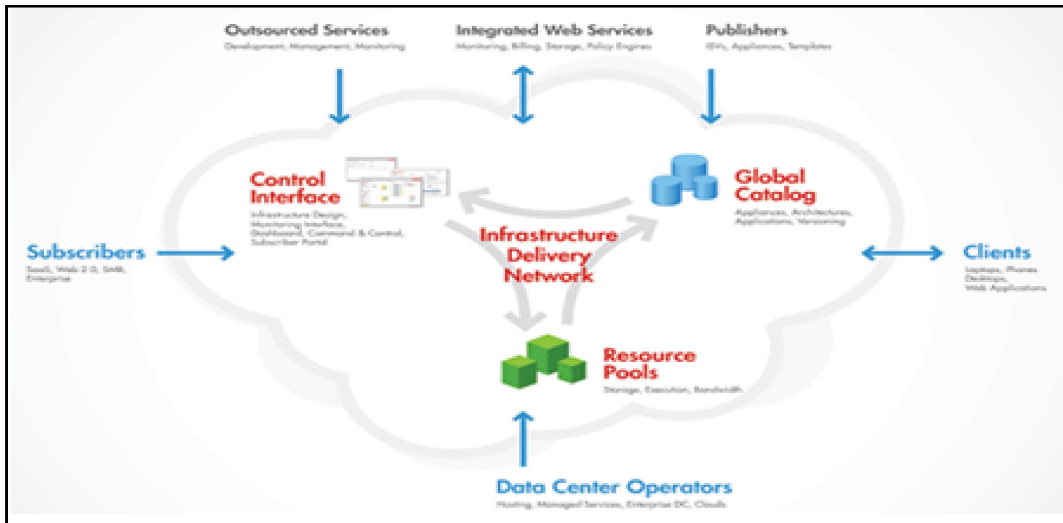 Outsourced Services
Development, Management, Monitoring
Integrated Web Services
Monitoring, Billing, Storage, Policy Engines
Publishers
ISVs, Appliances, Templates
Control
Interface
Infrastructure Design,
Monitoring Interface,
Dashboard, Command & Control,
Subscriber Portal
Global
Catalog
Appliances, Architectures,
Applications, Versioning
Infrastructure
Delivery
Network
Subscribers
SaaS, Web 2.0, SMB,
Enterprise
Clients
Laptops, Phones
Desktops,
Web Applications
Resource
Pools
Storage, Execution, Bandwidth
Data Center Operators
Hosting, Managed Services, Enterprise DC, Clouds